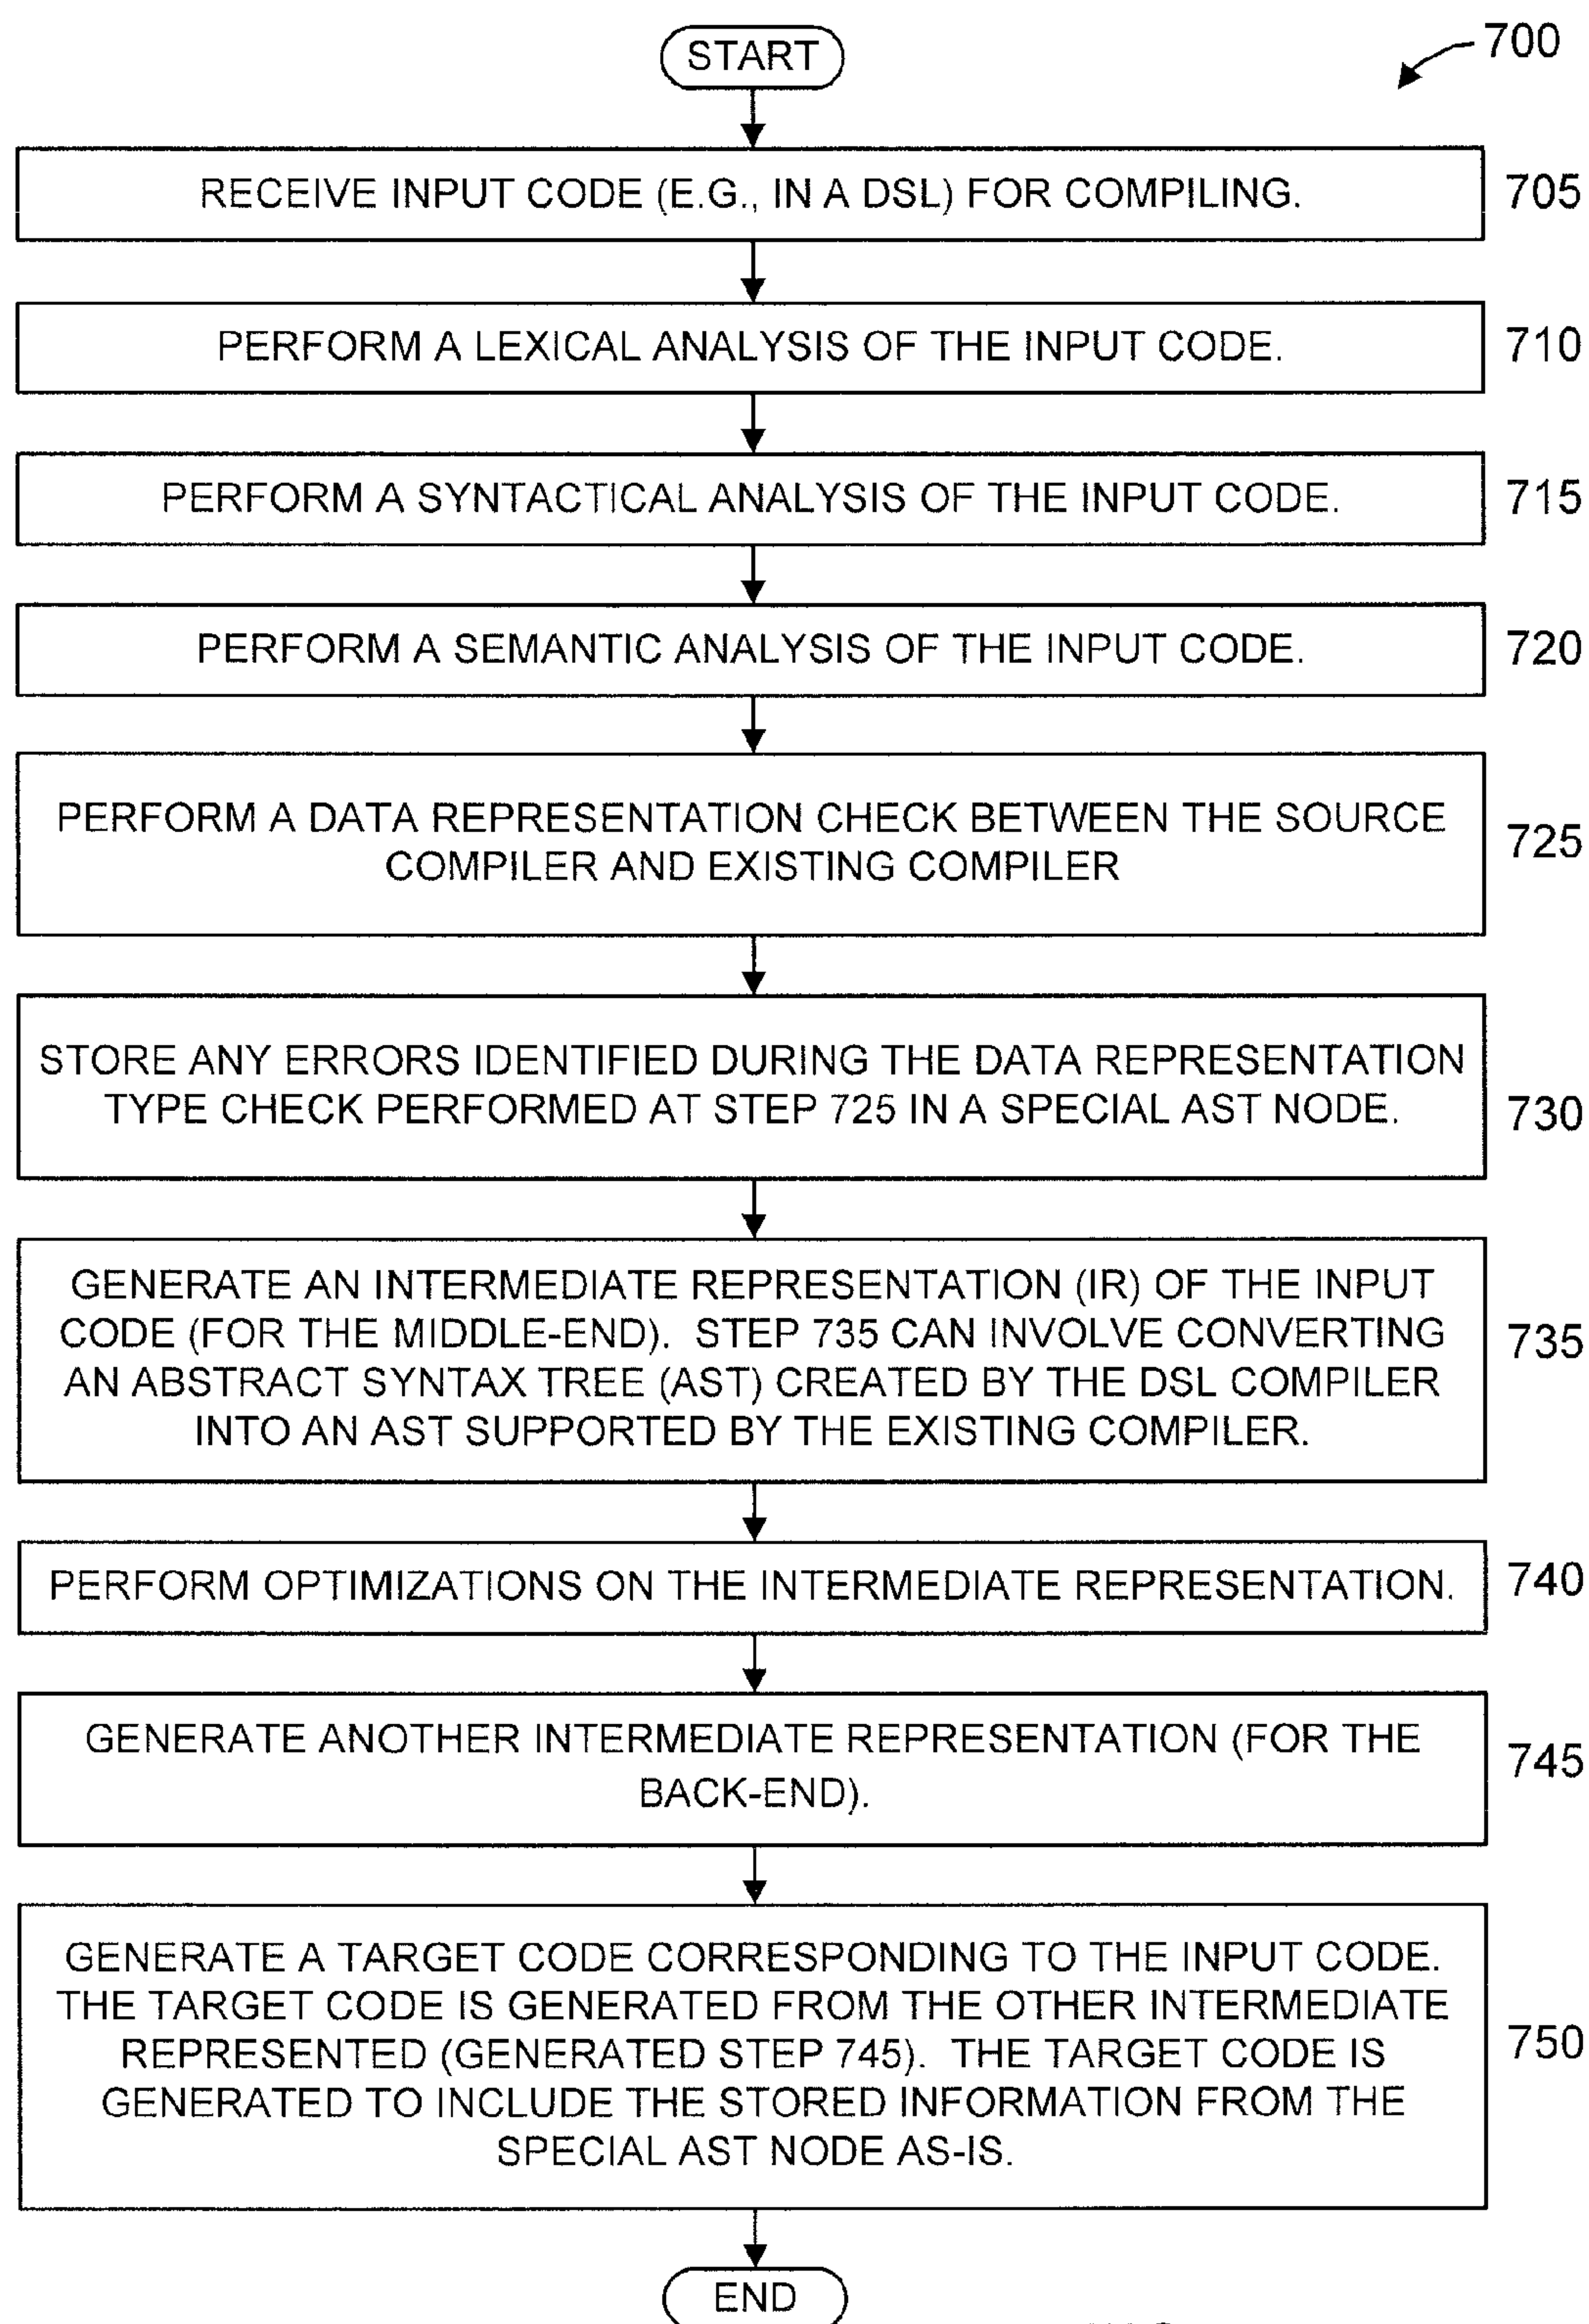 START
700
RECEIVE INPUT CODE (E.G., IN A DSL) FOR COMPILING.
705
PERFORM A LEXICAL ANALYSIS OF THE INPUT CODE.
710
PERFORM A SYNTACTICAL ANALYSIS OF THE INPUT CODE.
715
PERFORM A SEMANTIC ANALYSIS OF THE INPUT CODE.
720
PERFORM A DATA REPRESENTATION CHECK BETWEEN THE SOURCE
COMPILER AND EXISTING COMPILER
725
STORE ANY ERRORS IDENTIFIED DURING THE DATA REPRESENTATION
TYPE CHECK PERFORMED AT STEP 725 IN A SPECIAL AST NODE.
730
GENERATE AN INTERMEDIATE REPRESENTATION (IR) OF THE INPUT
CODE (FOR THE MIDDLE-END). STEP 735 CAN INVOLVE CONVERTING
AN ABSTRACT SYNTAX TREE (AST) CREATED BY THE DSL COMPILER
INTO AN AST SUPPORTED BY THE EXISTING COMPILER.
735
PERFORM OPTIMIZATIONS ON THE INTERMEDIATE REPRESENTATION.
740
GENERATE ANOTHER INTERMEDIATE REPRESENTATION (FOR THE
BACK-END).
745
GENERATE A TARGET CODE CORRESPONDING TO THE INPUT CODE.
THE TARGET CODE IS GENERATED FROM THE OTHER INTERMEDIATE
REPRESENTED (GENERATED STEP 745). THE TARGET CODE IS
GENERATED TO INCLUDE THE STORED INFORMATION FROM THE
SPECIAL AST NODE AS-IS.
750
END